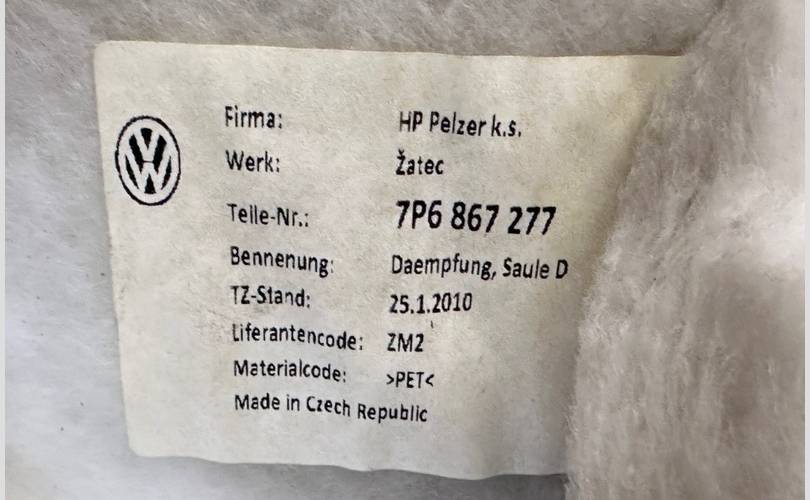 Firma: HP Pelzer k.s.
Werk: Žatec
Teile-Nr.: 7P6 867 277
Bennenung: Daempfung, Saule D
TZ-Stand: 25.1.2010
Liferantencode: ZM2
Materialcode: >PET<
Made in Czech Republic